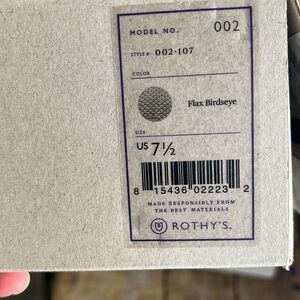 MODEL NO. 002
STYLE # 002-107
COLOR
Flax Birdseye
SIZE
US 7½
8 15436 02223 2
MADE RESPONSIBLY FROM
THE BEST MATERIALS
ROTHY'S.